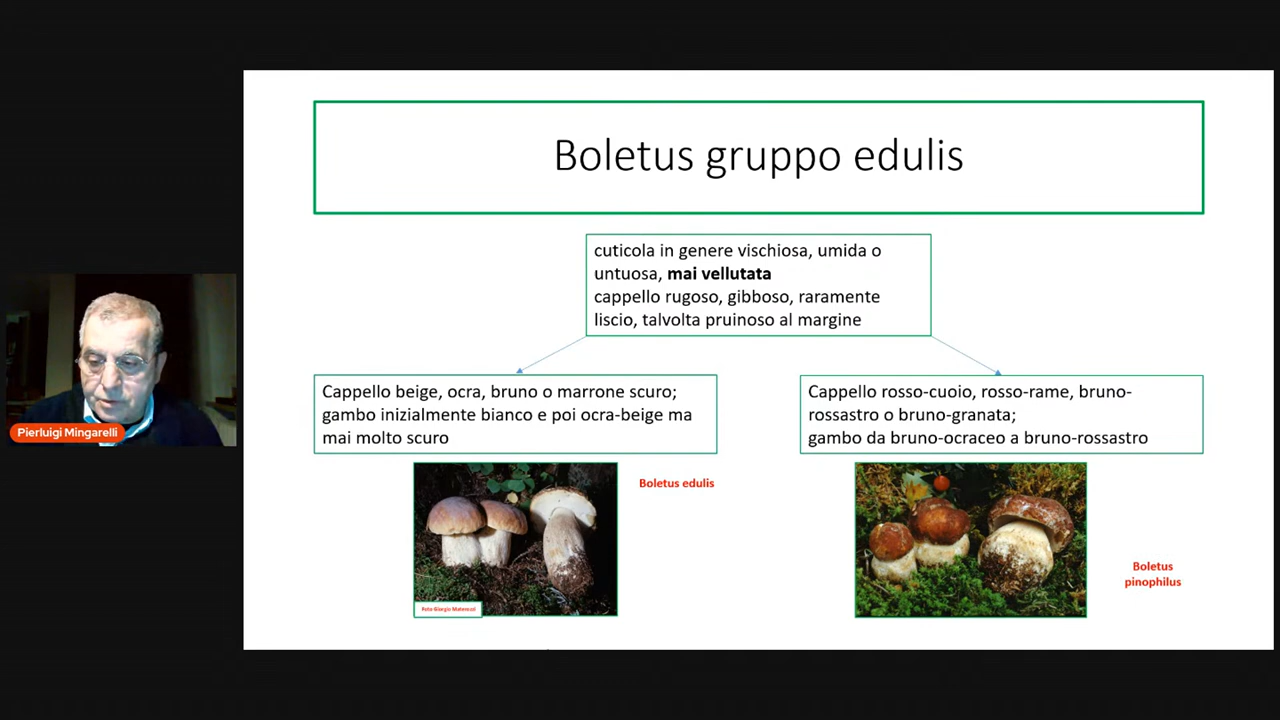 Boletus gruppo edulis
cuticola in genere vischiosa, umida o
untuosa, mai vellutata
cappello rugoso, gibboso, raramente
liscio, talvolta pruinoso al margine
Cappello beige, ocra, bruno o marrone scuro;
gambo inizialmente bianco e poi ocra-beige ma
mai molto scuro
Cappello rosso-cuoio, rosso-rame, bruno-
rossastro o bruno-granata;
gambo da bruno-ocraceo a bruno-rossastro
Pierluigi Mingarelli
Boletus edulis
Boletus
pinophilus
Foto Giorgio